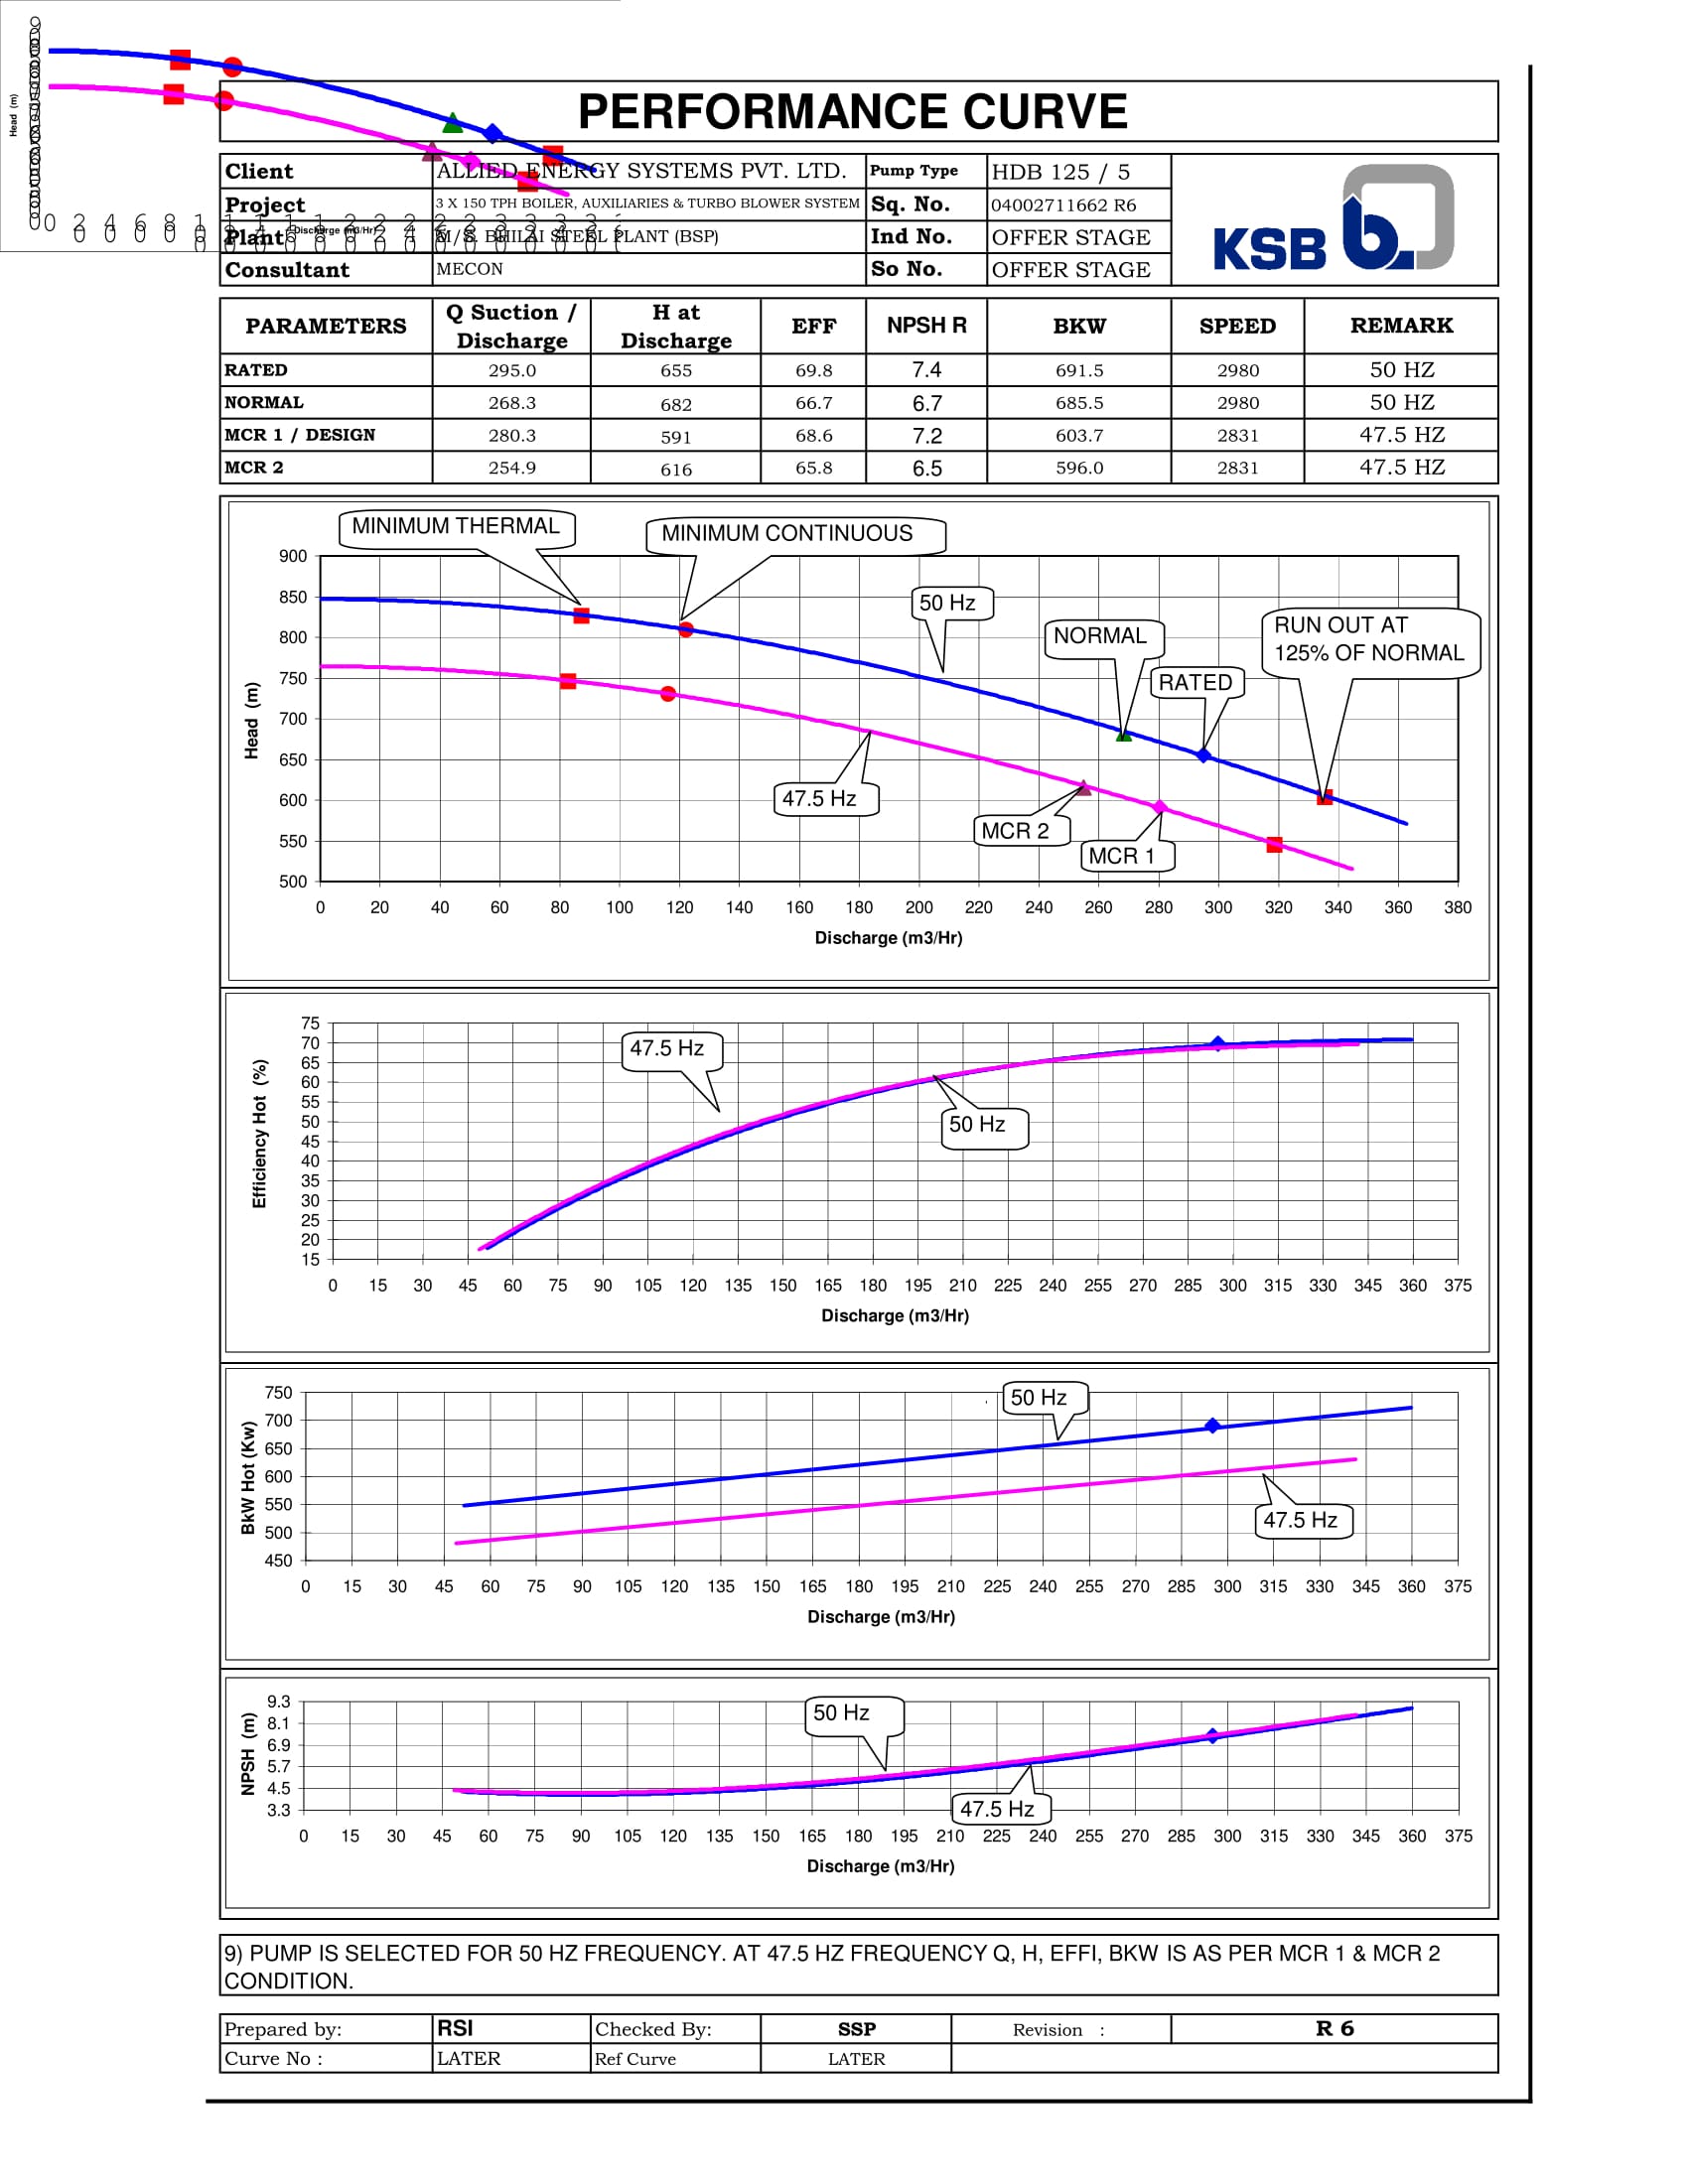 PERFORMANCE CURVE
Client ALLIED ENERGY SYSTEMS PVT. LTD. Pump Type HDB 125 / 5
Project 3 X 150 TPH BOILER, AUXILIARIES & TURBO BLOWER SYSTEM Sq. No. 04002711662 R6
Plant M/S. BHILAI STEEL PLANT (BSP) Ind No. OFFER STAGE
Consultant MECON So No. OFFER STAGE
KSB b
Head (m)
Discharge (m3/Hr)
PARAMETERS Q Suction / Discharge H at Discharge EFF NPSH R BKW SPEED REMARK
RATED 295.0 655 69.8 7.4 691.5 2980 50 HZ
NORMAL 268.3 682 66.7 6.7 685.5 2980 50 HZ
MCR 1 / DESIGN 280.3 591 68.6 7.2 603.7 2831 47.5 HZ
MCR 2 254.9 616 65.8 6.5 596.0 2831 47.5 HZ
MINIMUM THERMAL
MINIMUM CONTINUOUS
50 Hz
NORMAL
RATED
RUN OUT AT
125% OF NORMAL
47.5 Hz
MCR 2
MCR 1
Head (m)
900
850
800
750
700
650
600
550
500
0 20 40 60 80 100 120 140 160 180 200 220 240 260 280 300 320 340 360 380
Discharge (m3/Hr)
Efficiency Hot (%)
75
70
65
60
55
50
45
40
35
30
25
20
15
47.5 Hz
50 Hz
0 15 30 45 60 75 90 105 120 135 150 165 180 195 210 225 240 255 270 285 300 315 330 345 360 375
Discharge (m3/Hr)
BkW Hot (Kw)
750
700
650
600
550
500
450
50 Hz
47.5 Hz
0 15 30 45 60 75 90 105 120 135 150 165 180 195 210 225 240 255 270 285 300 315 330 345 360 375
Discharge (m3/Hr)
NPSH (m)
9.3
8.1
6.9
5.7
4.5
3.3
50 Hz
47.5 Hz
0 15 30 45 60 75 90 105 120 135 150 165 180 195 210 225 240 255 270 285 300 315 330 345 360 375
Discharge (m3/Hr)
9) PUMP IS SELECTED FOR 50 HZ FREQUENCY. AT 47.5 HZ FREQUENCY Q, H, EFFI, BKW IS AS PER MCR 1 & MCR 2
CONDITION.
Prepared by: RSI Checked By: SSP Revision : R 6
Curve No : LATER Ref Curve LATER